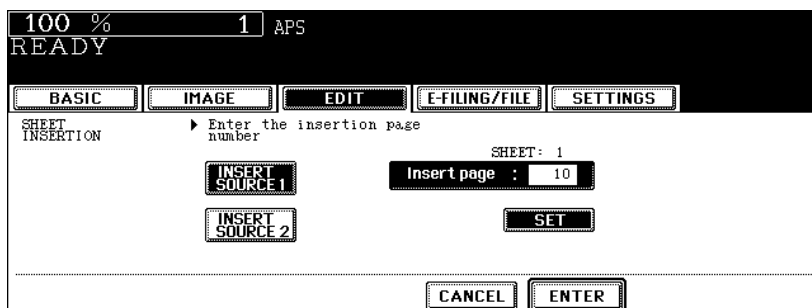 100 % 1 APS
READY
BASIC IMAGE EDIT E-FILING/FILE SETTINGS
SHEET INSERTION
Enter the insertion page number
SHEET: 1
INSERT SOURCE 1
Insert page : 10
INSERT SOURCE 2
SET
CANCEL ENTER